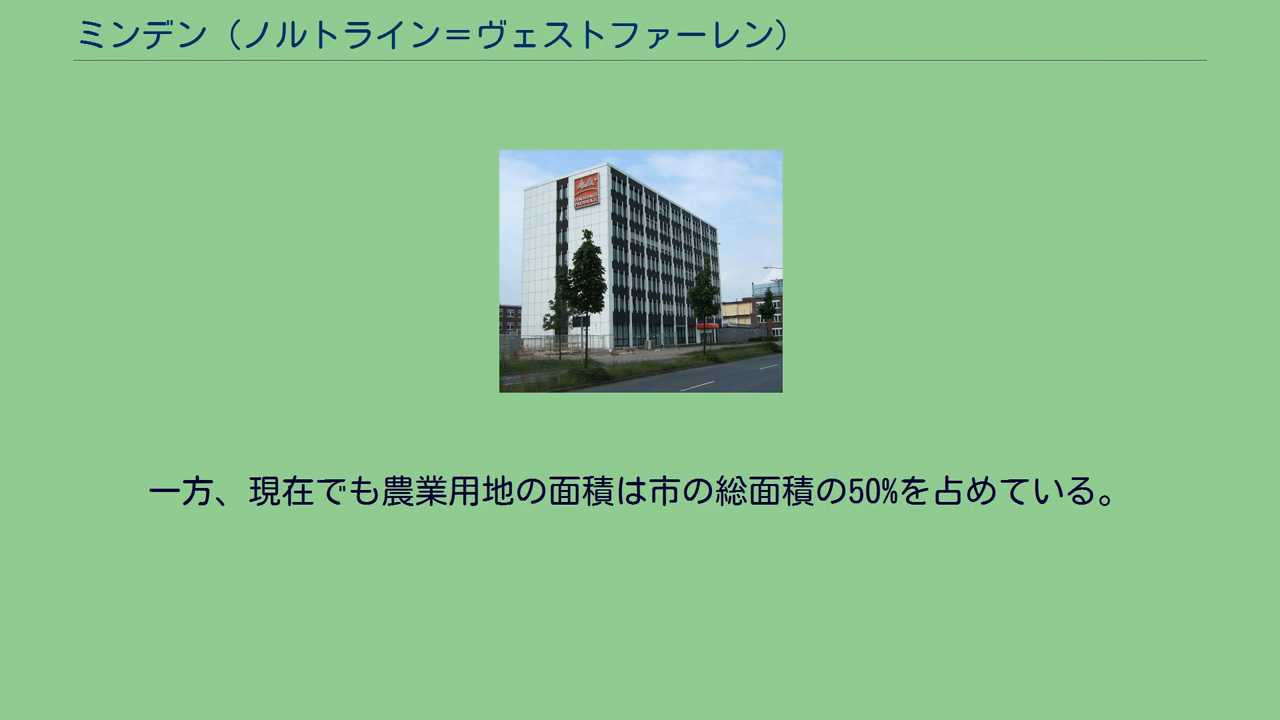 ミンデン（ノルトライン＝ヴェストファーレン）
一方、現在でも農業用地の面積は市の総面積の50%を占めている。